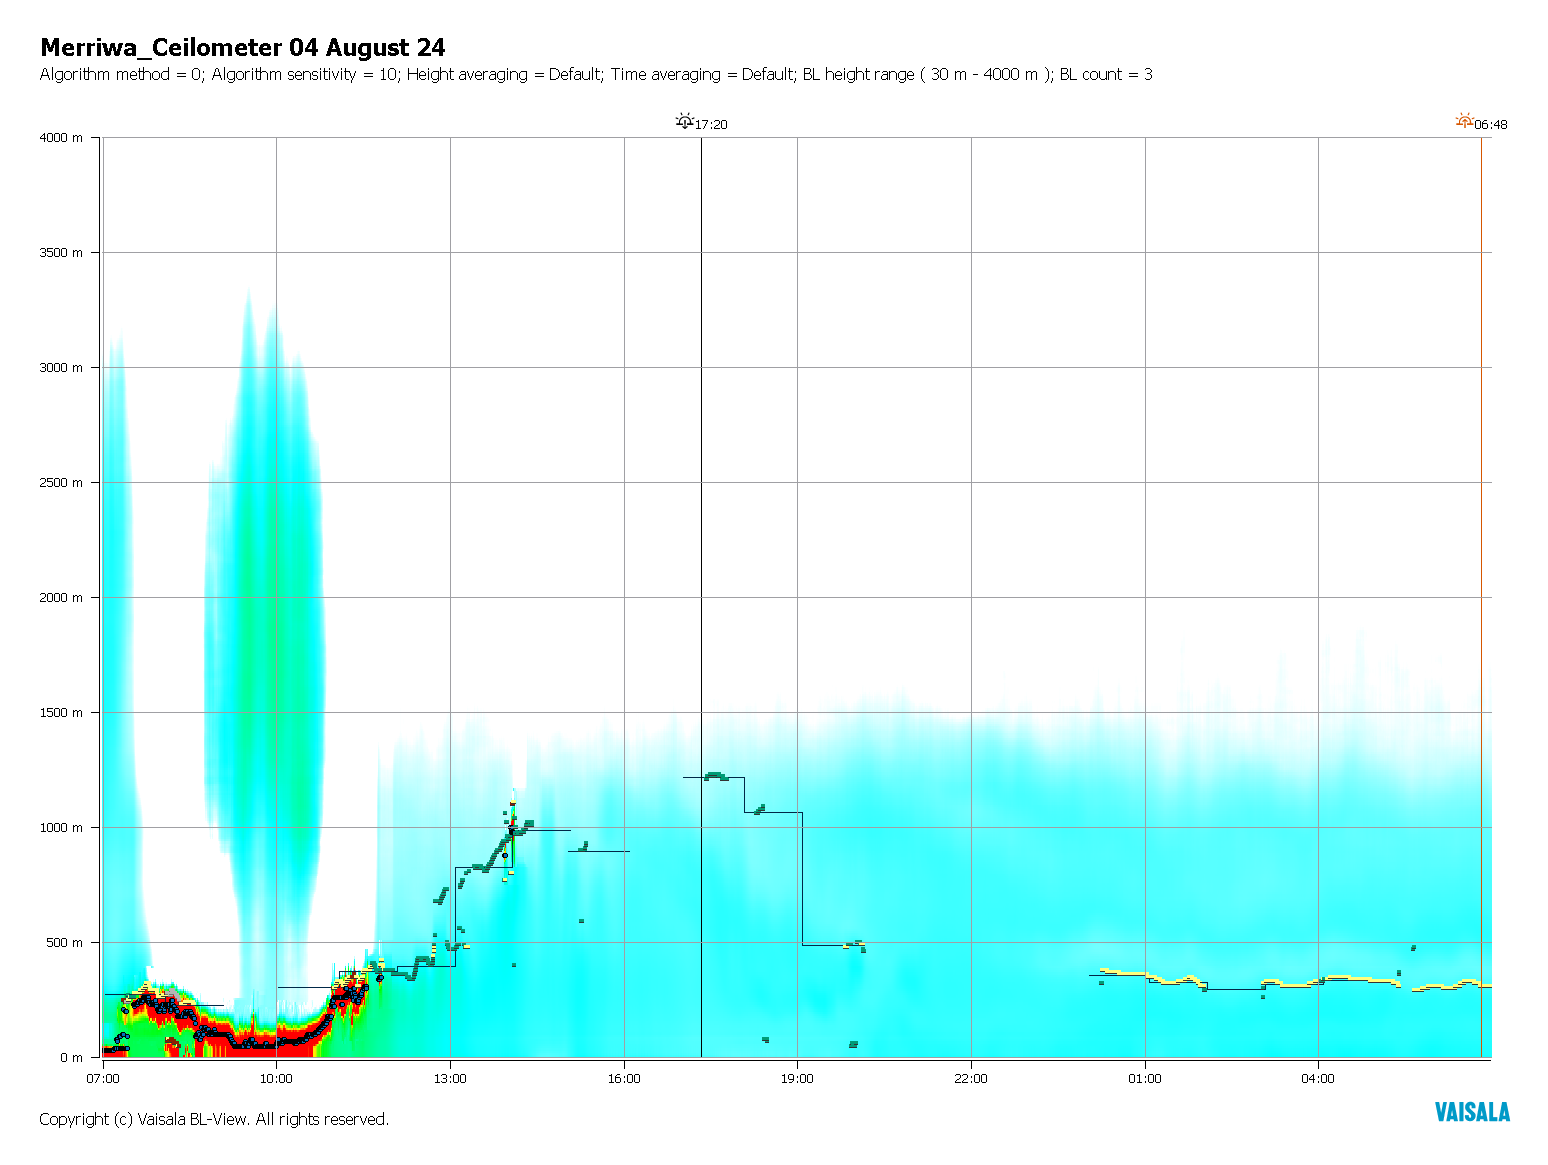 Merriwa_Ceilometer 04 August 24
Algorithm method = 0; Algorithm sensitivity = 10; Height averaging = Default; Time averaging = Default; BL height range ( 30 m - 4000 m ); BL count = 3
17:20
06:48
4000 m
3500 m
3000 m
2500 m
2000 m
1500 m
1000 m
500 m
0 m
07:00 10:00 13:00 16:00 19:00 22:00 01:00 04:00
Copyright (c) Vaisala BL-View. All rights reserved.
VAISALA